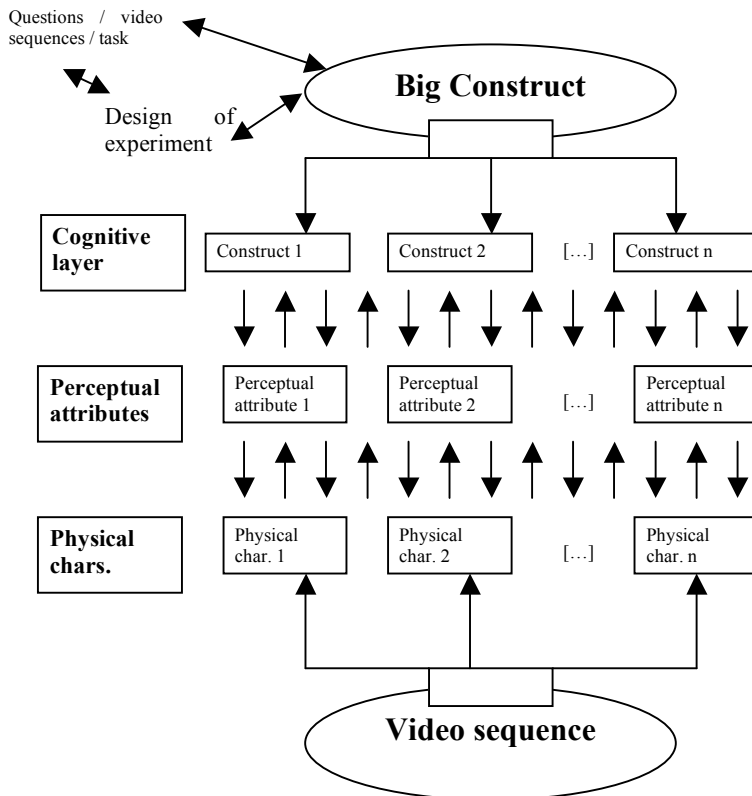 Questions / video
sequences / task
Big Construct
Design of
experiment
Cognitive
layer
Construct 1
Construct 2
[…]
Construct n
Perceptual
attributes
Perceptual
attribute 1
Perceptual
attribute 2
[…]
Perceptual
attribute n
Physical
chars.
Physical
char. 1
Physical
char. 2
[…]
Physical
char. n
Video sequence